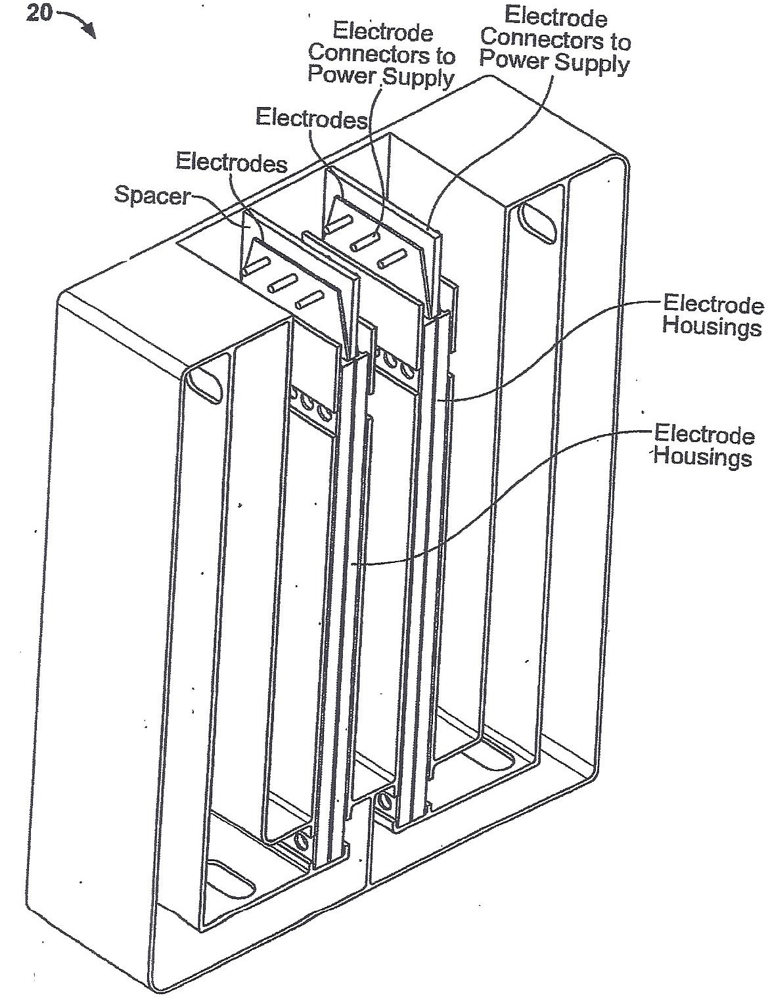 20
Electrode
Connectors to
Power Supply
Electrode
Connectors to
Power Supply
Electrodes
Electrodes
Spacer
Electrode
Housings
Electrode
Housings